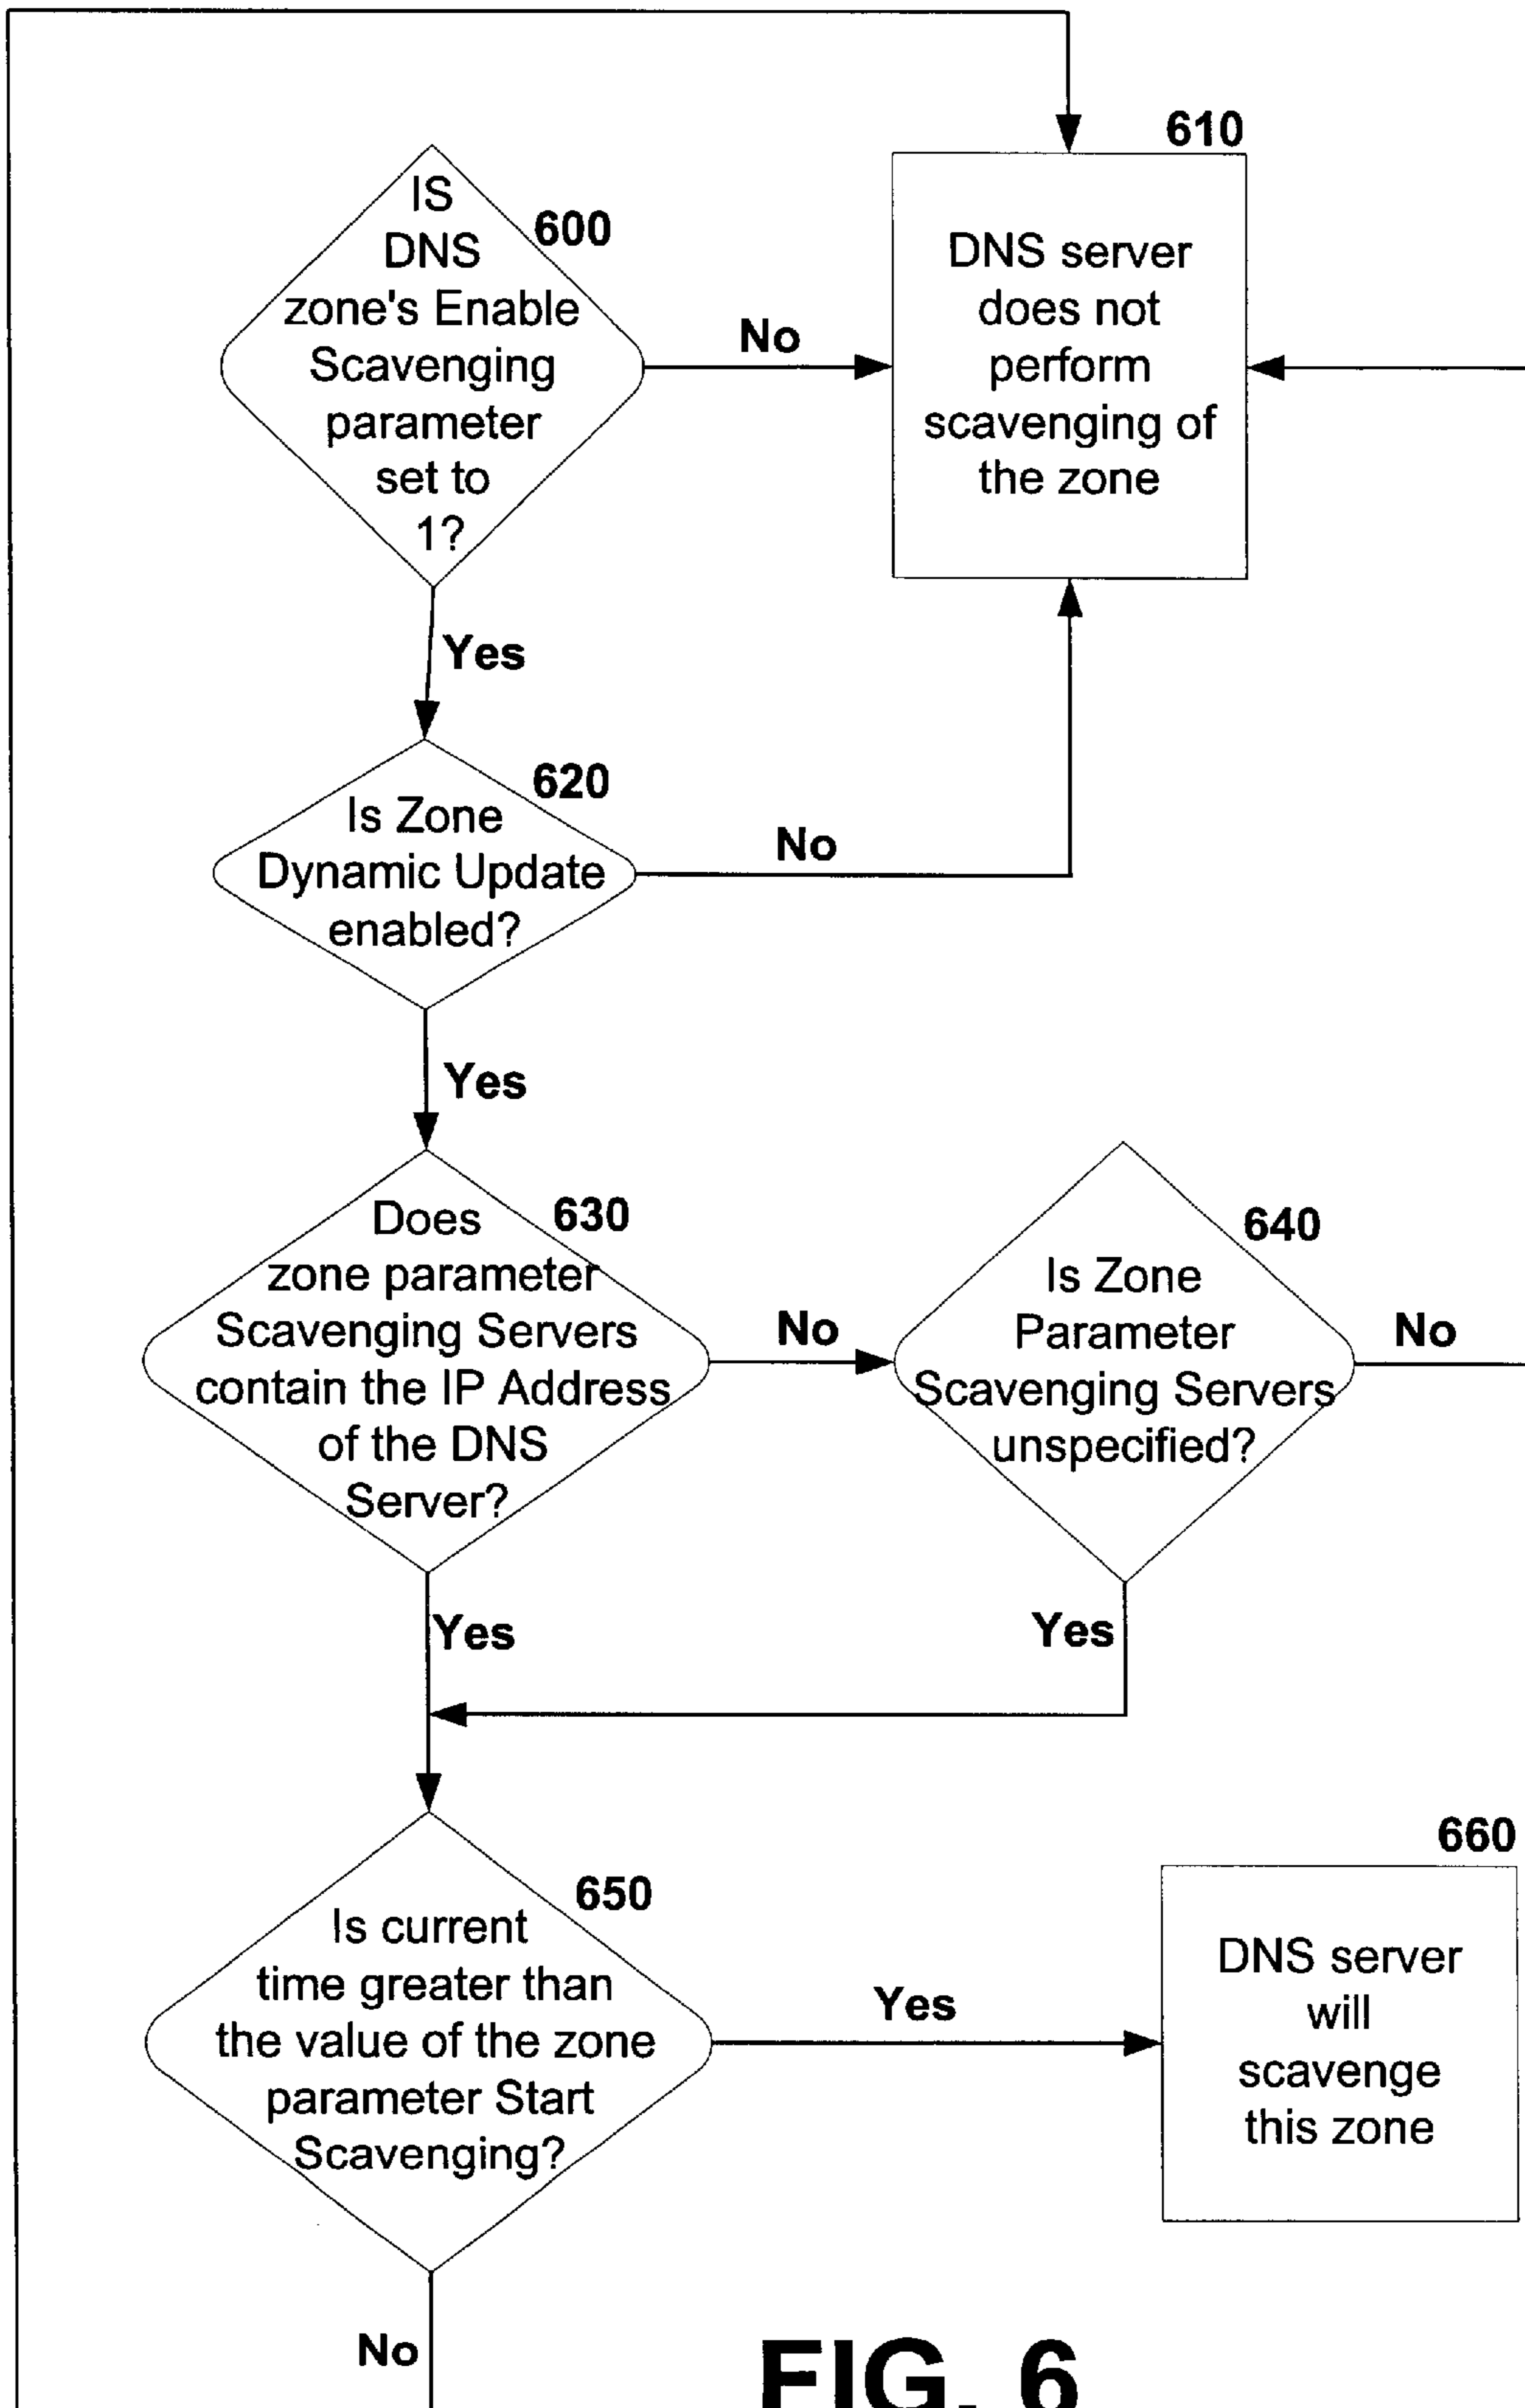 610
IS
DNS
zone's Enable
Scavenging
parameter
set to
1?
600
No
DNS server
does not
perform
scavenging of
the zone
Yes
620
Is Zone
Dynamic Update
enabled?
No
Yes
630
Does
zone parameter
Scavenging Servers
contain the IP Address
of the DNS
Server?
No
640
Is Zone
Parameter
Scavenging Servers
unspecified?
No
Yes
Yes
650
Is current
time greater than
the value of the zone
parameter Start
Scavenging?
Yes
660
DNS server
will
scavenge
this zone
No
FIG. 6